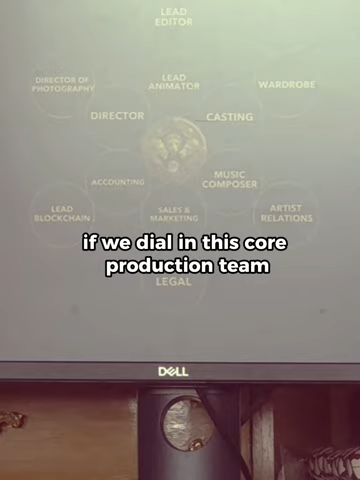 LEAD
EDITOR
DIRECTOR OF
PHOTOGRAPHY
LEAD
ANIMATOR
WARDROBE
DIRECTOR
CASTING
ACCOUNTING
MUSIC
COMPOSER
LEAD
BLOCKCHAIN
SALES &
MARKETING
ARTIST
RELATIONS
if we dial in this core
production team
LEGAL
DELL